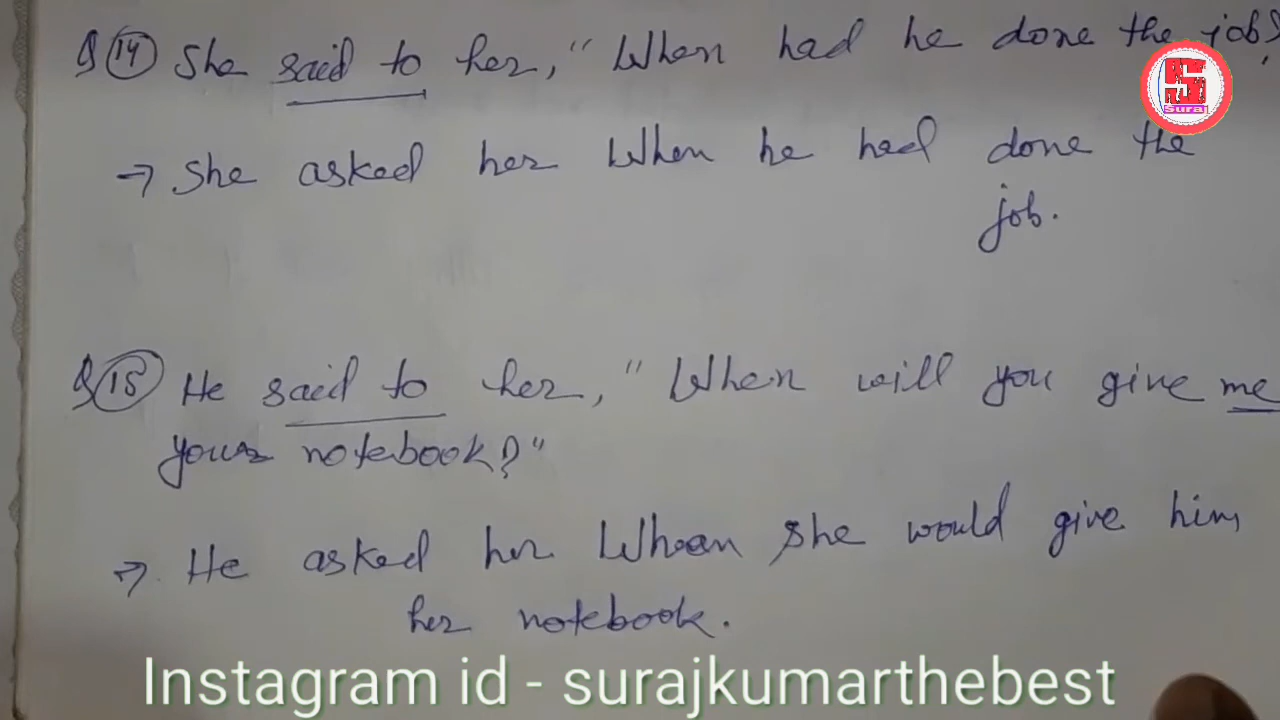 Q 14 She said to her, "When had he done the job?
S
Suraj
→ She asked her When he had done the
job.
Q 15 He said to her, "When will you give me
your notebook?"
→ He asked her When she would give him,
her notebook.
Instagram id - surajkumarthebest